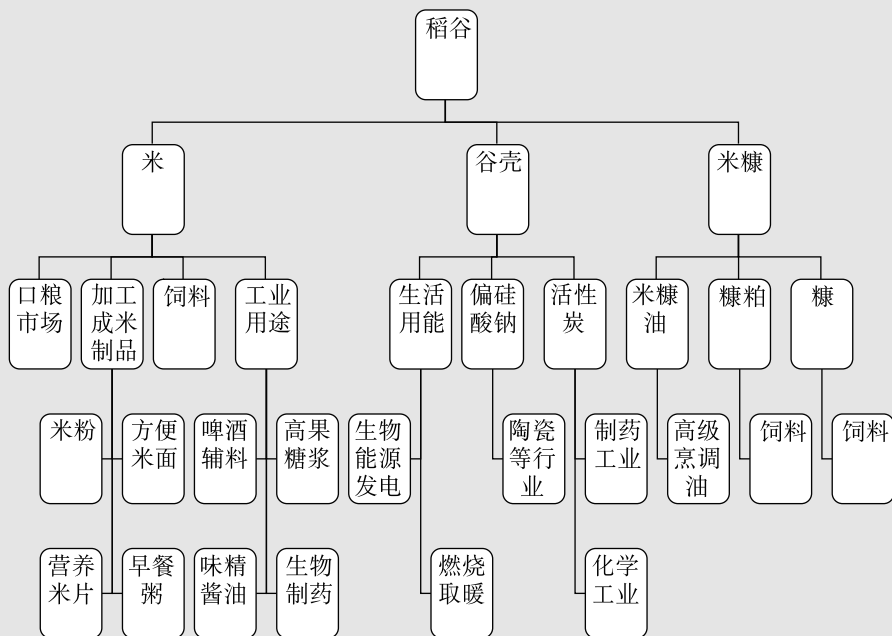 稻谷
米
谷壳
米糠
口粮
市场
加工
成米
制品
饲料
工业
用途
生活
用能
偏硅
酸钠
活性
炭
米糠
油
糠粕
糠
米粉
方便
米面
啤酒
辅料
高果
糖浆
生物
能源
发电
陶瓷
等行
业
制药
工业
高级
烹调
油
饲料
饲料
营养
米片
早餐
粥
味精
酱油
生物
制药
燃烧
取暖
化学
工业